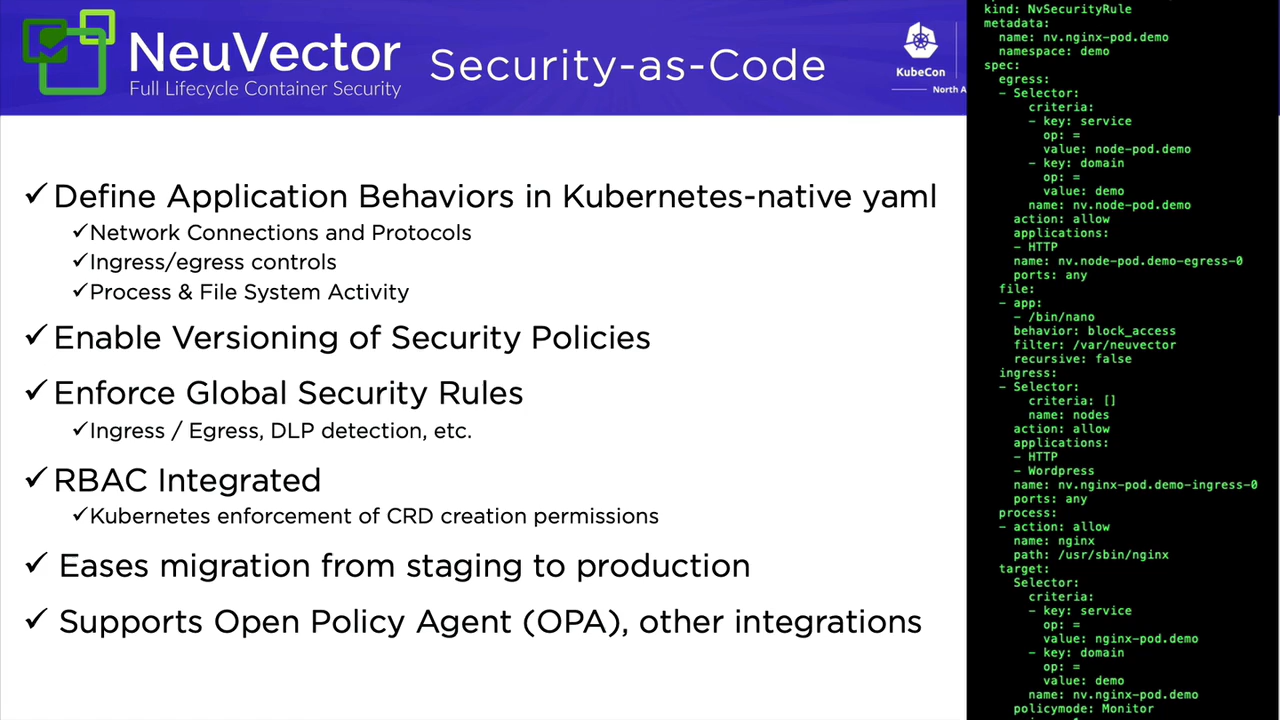 NeuVector
Full Lifecycle Container Security
Security-as-Code
KubeCon
North A
✓ Define Application Behaviors in Kubernetes-native yaml
✓Network Connections and Protocols
✓Ingress/egress controls
✓Process & File System Activity
✓ Enable Versioning of Security Policies
✓ Enforce Global Security Rules
✓Ingress / Egress, DLP detection, etc.
✓ RBAC Integrated
✓Kubernetes enforcement of CRD creation permissions
✓ Eases migration from staging to production
✓ Supports Open Policy Agent (OPA), other integrations
kind: NvSecurityRule
metadata:
  name: nv.nginx-pod.demo
  namespace: demo
spec:
  egress:
  - Selector:
      criteria:
      - key: service
        op: =
        value: node-pod.demo
      - key: domain
        op: =
        value: demo
      name: nv.node-pod.demo
    action: allow
    applications:
    - HTTP
    name: nv.node-pod.demo-egress-0
    ports: any
  file:
  - app:
    - /bin/nano
    behavior: block_access
    filter: /var/neuvector
    recursive: false
  ingress:
  - Selector:
      criteria: []
      name: nodes
    action: allow
    applications:
    - HTTP
    - Wordpress
    name: nv.nginx-pod.demo-ingress-0
    ports: any
  process:
  - action: allow
    name: nginx
    path: /usr/sbin/nginx
  target:
    Selector:
      criteria:
      - key: service
        op: =
        value: nginx-pod.demo
      - key: domain
        op: =
        value: demo
      name: nv.nginx-pod.demo
    policymode: Monitor